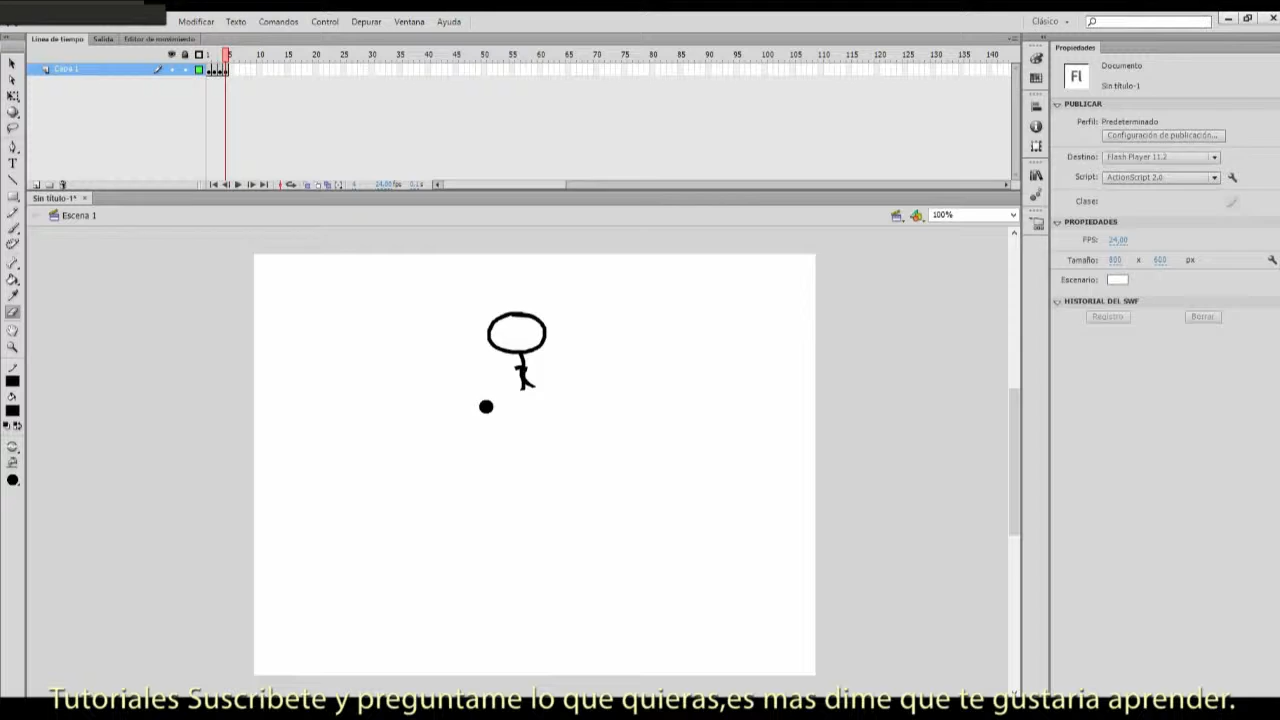 Modificar Texto Comandos Control Depurar Ventana Ayuda Clásico
Línea de tiempo Salida Editor de movimiento
1 5 10 15 20 25 30 35 40 45 50 55 60 65 70 75 80 85 90 95 100 105 110 115 120 125 130 135 140
Capa 1
24,00 fps
Sin título-1* ×
Escena 1
100%
Propiedades
Fl
Documento
Sin título-1
PUBLICAR
Perfil: Predeterminado
Configuración de publicación...
Destino: Flash Player 11.2
Script: ActionScript 2.0
Clase:
PROPIEDADES
FPS: 24,00
Tamaño: 800 x 600 px
Escenario:
HISTORIAL DEL SWF
Registro Borrar
Tutoriales Suscribete y preguntame lo que quieras,es mas dime que te gustaria aprender.